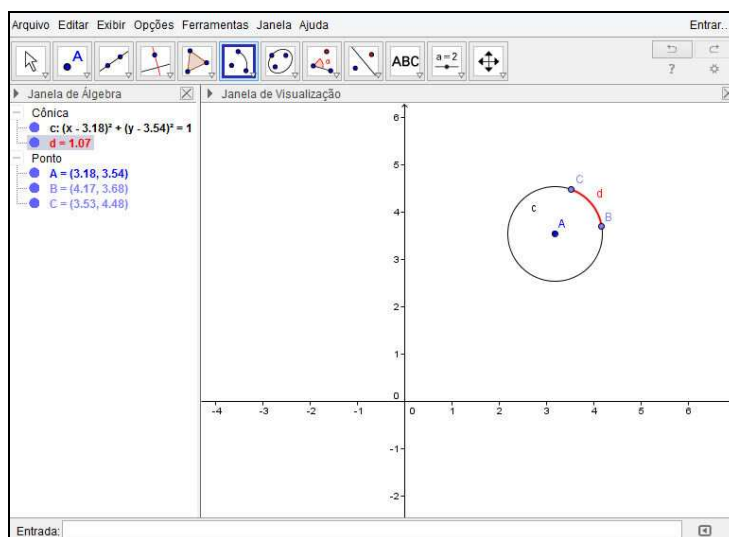 Arquivo Editar Exibir Opções Ferramentas Janela Ajuda Entrar...
A α ABC a = 2 ?
Janela de Álgebra Janela de Visualização
Cônica
c: (x - 3.18)² + (y - 3.54)² = 1
d = 1.07
Ponto
A = (3.18, 3.54)
B = (4.17, 3.68)
C = (3.53, 4.48)
6
5
C
d
c
B
A
4
3
2
1
0
-4 -3 -2 -1 0 1 2 3 4 5 6
-1
-2
Entrada: